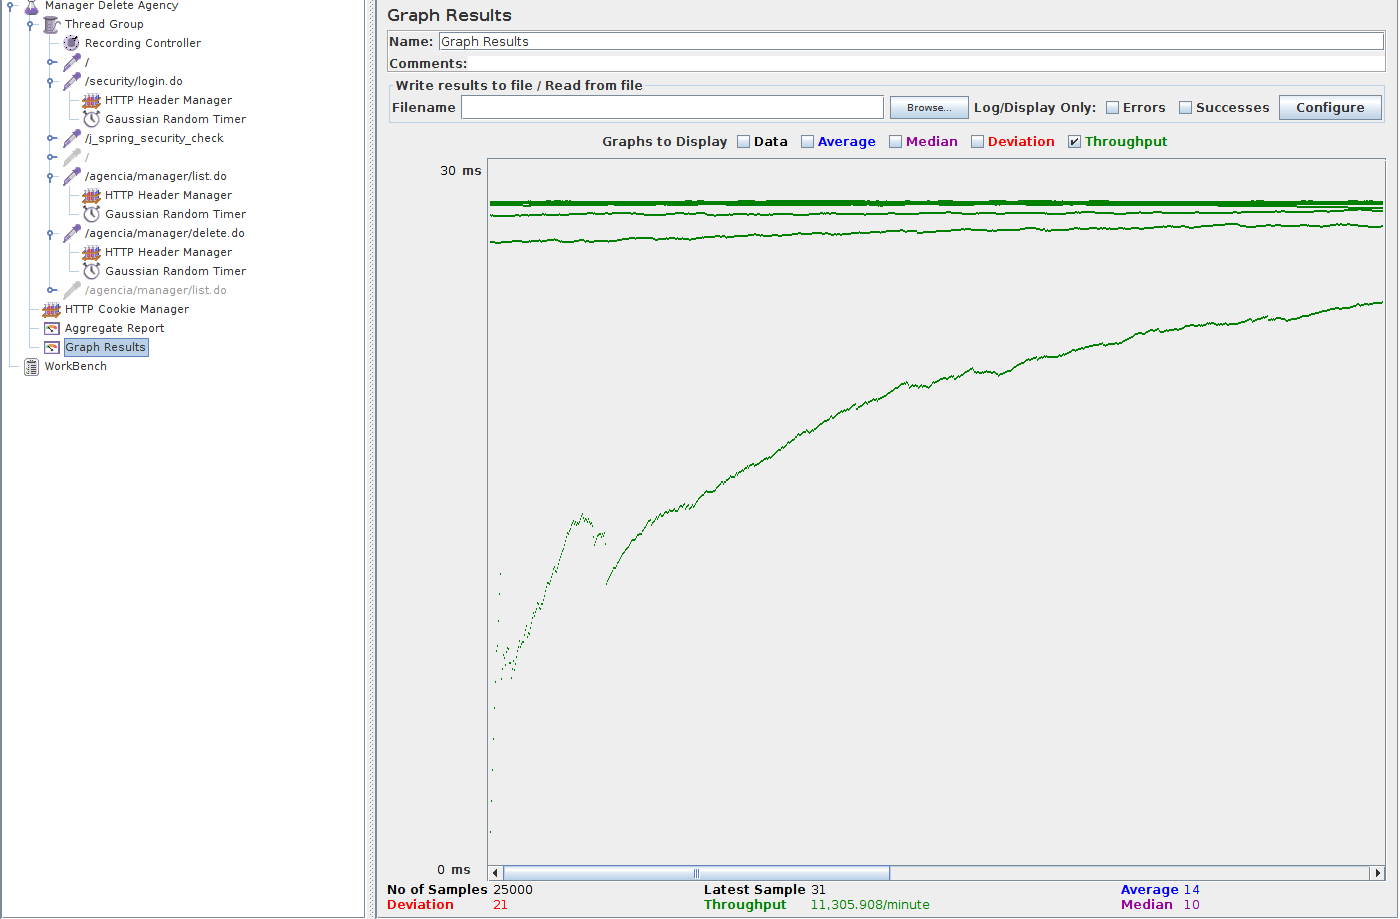 Manager Delete Agency
Thread Group
Recording Controller
/
/security/login.do
HTTP Header Manager
Gaussian Random Timer
/j_spring_security_check
/
/agencia/manager/list.do
HTTP Header Manager
Gaussian Random Timer
/agencia/manager/delete.do
HTTP Header Manager
Gaussian Random Timer
/agencia/manager/list.do
HTTP Cookie Manager
Aggregate Report
Graph Results
WorkBench
Graph Results
Name: Graph Results
Comments:
Write results to file / Read from file
Filename Browse... Log/Display Only: Errors Successes Configure
Graphs to Display Data Average Median Deviation Throughput
30 ms
0 ms
No of Samples 25000 Latest Sample 31 Average 14
Deviation 21 Throughput 11,305.908/minute Median 10